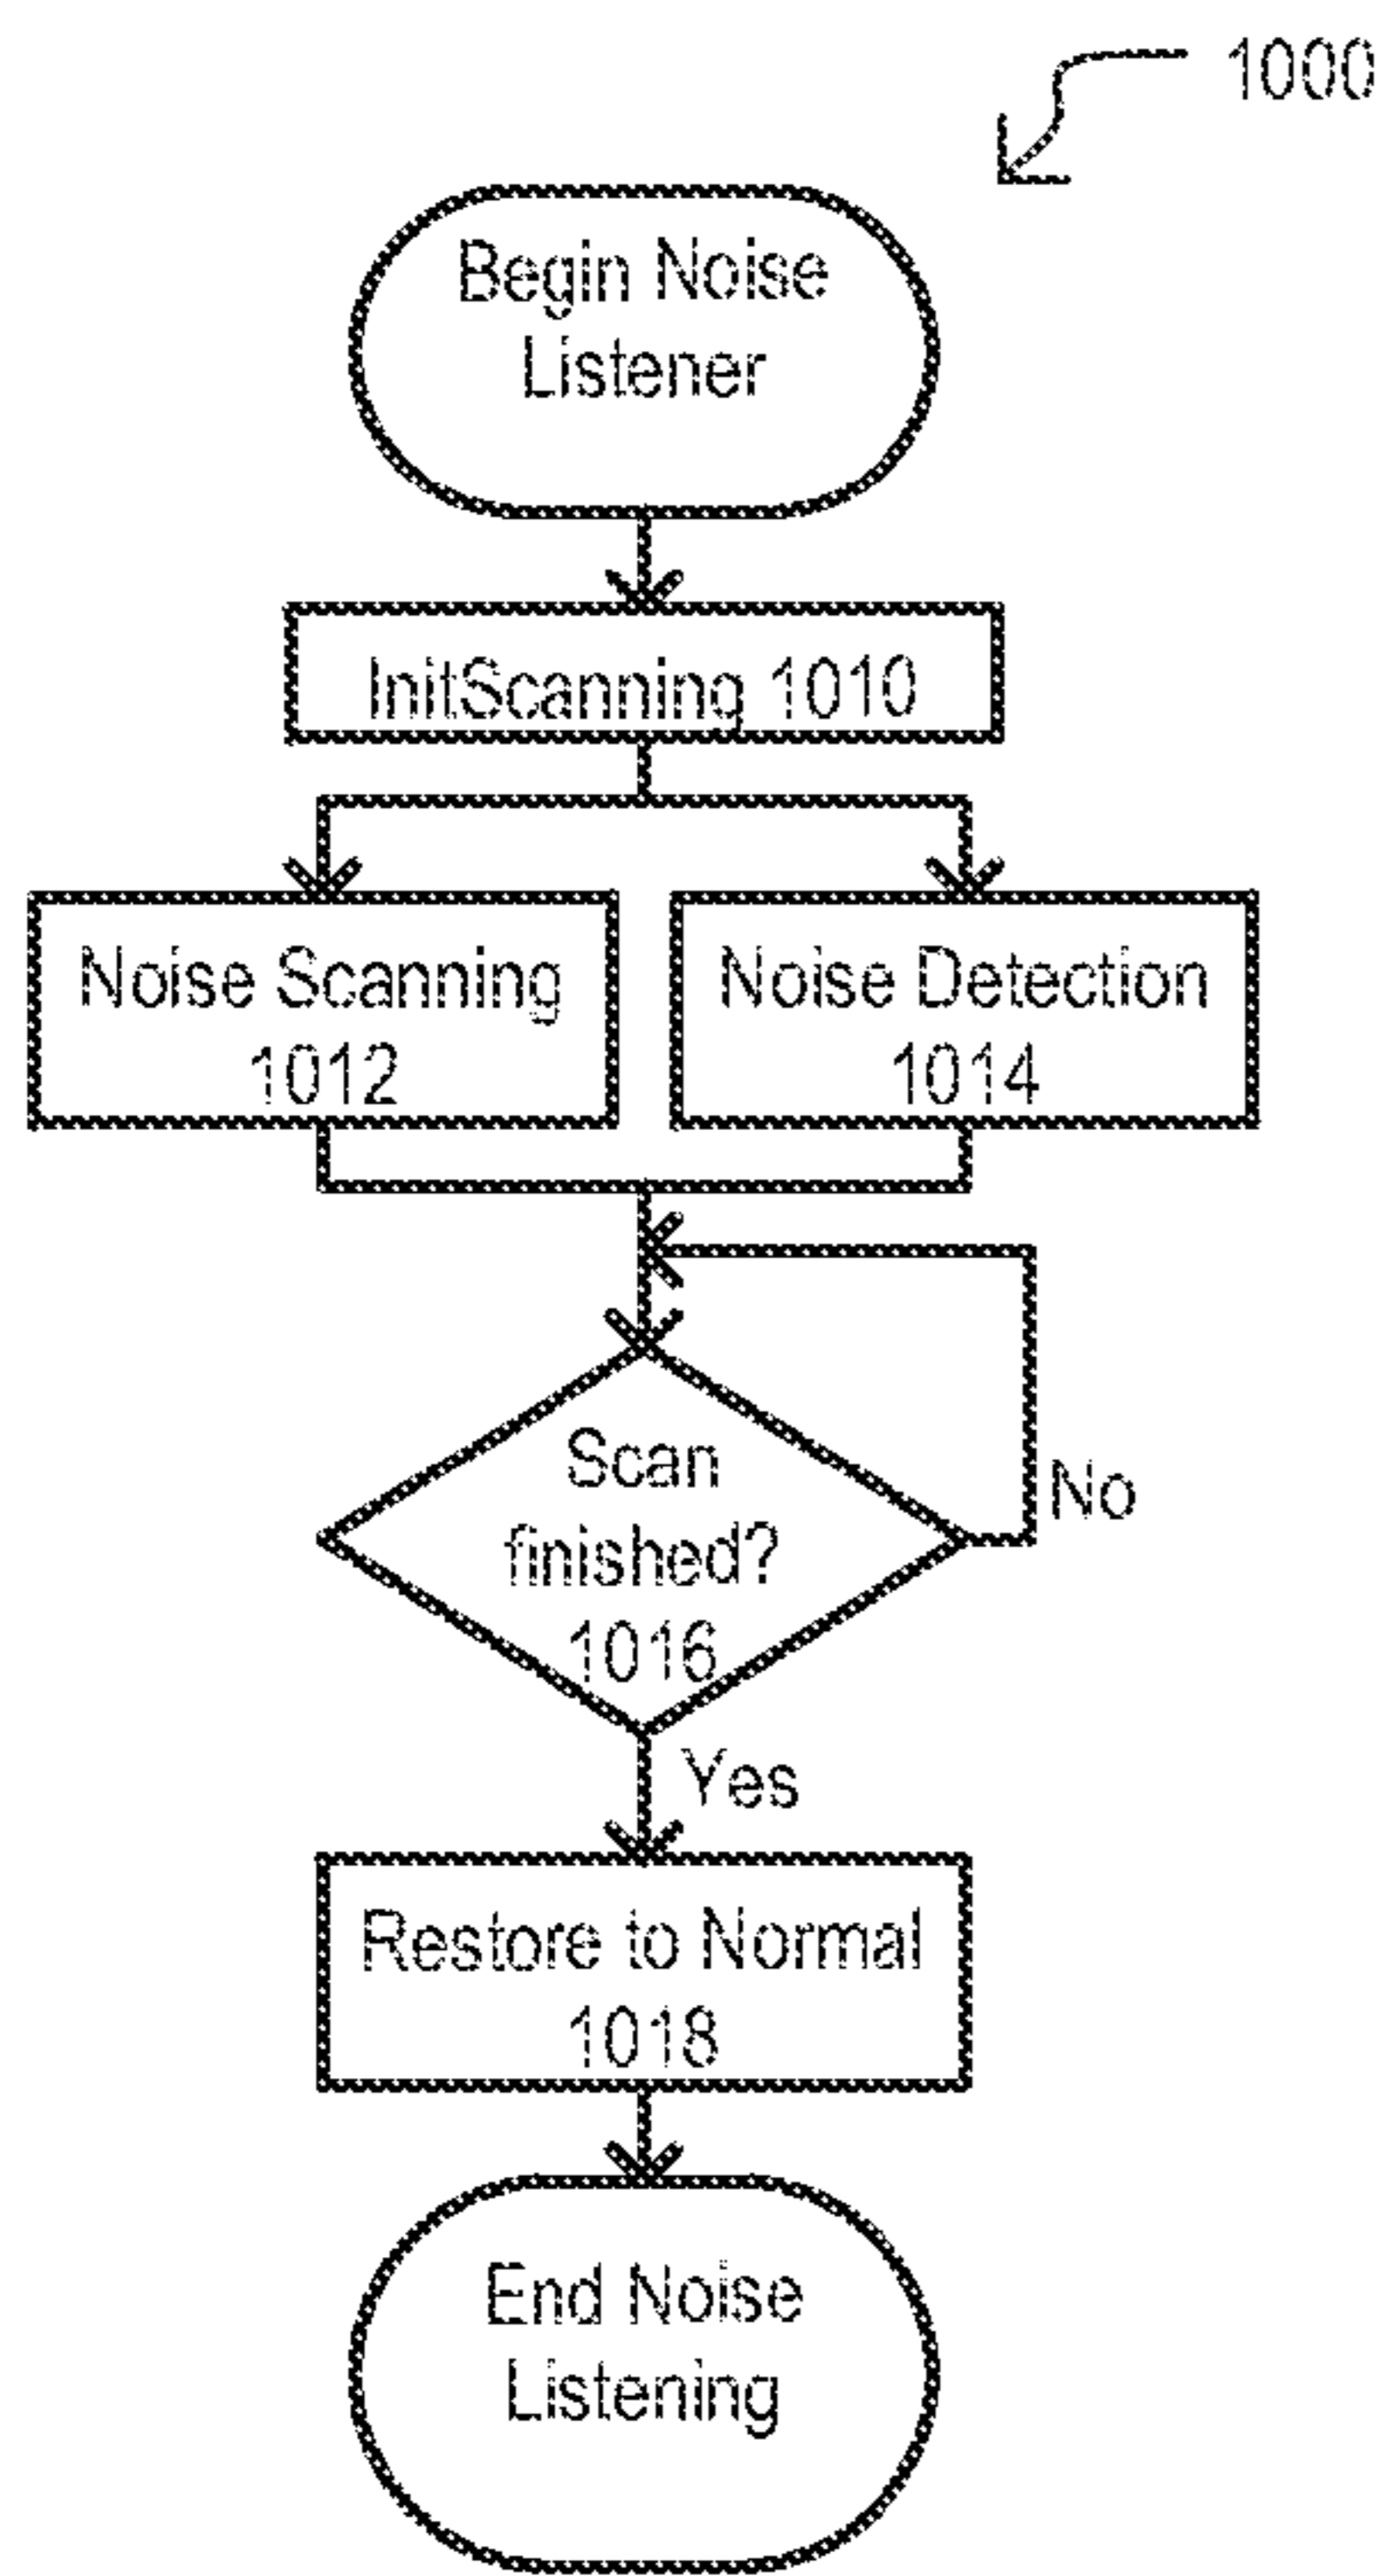 1000
Begin Noise
Listener
InitScanning 1010
Noise Scanning
1012
Noise Detection
1014
Scan
finished?
1016
No
Yes
Restore to Normal
1018
End Noise
Listening